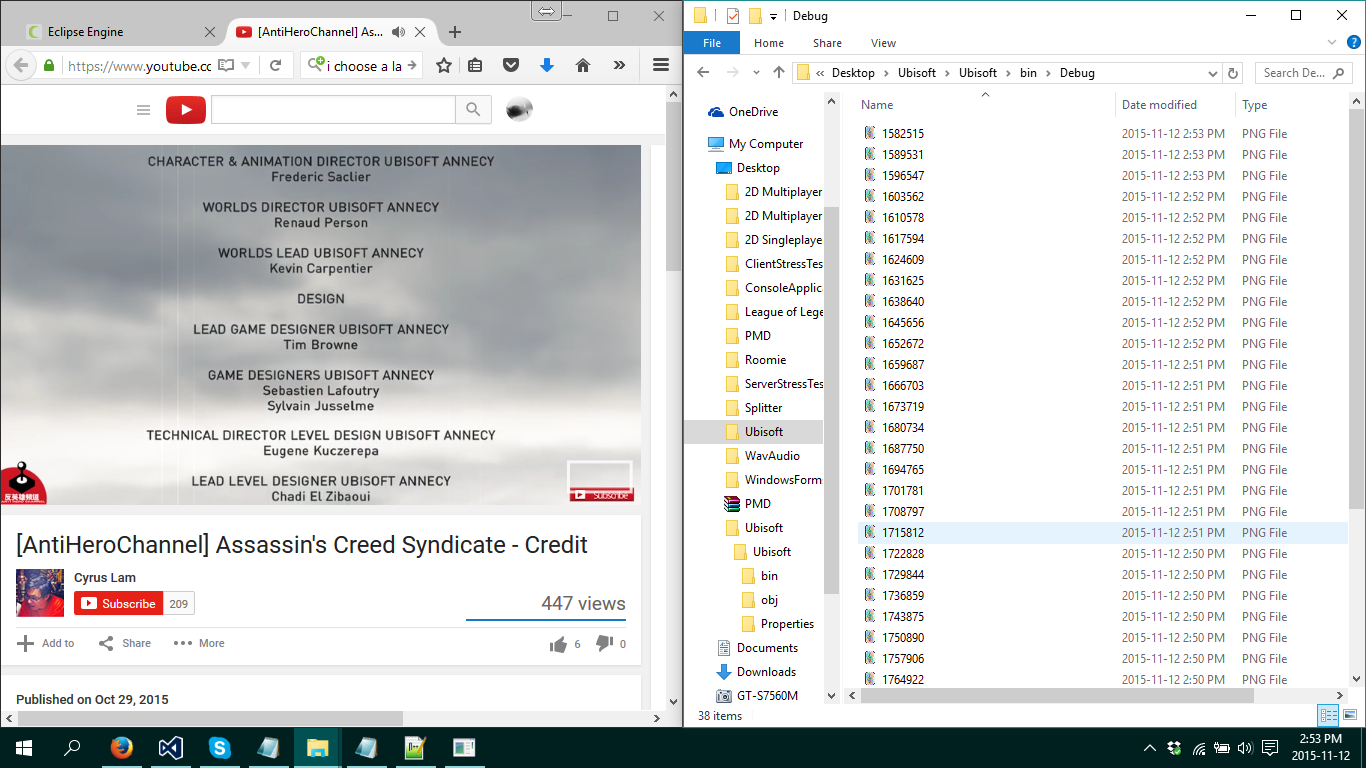 Eclipse Engine
[AntiHeroChannel] As...
https://www.youtube.cc
i choose a la
CHARACTER & ANIMATION DIRECTOR UBISOFT ANNECY
Frederic Saclier
WORLDS DIRECTOR UBISOFT ANNECY
Renaud Person
WORLDS LEAD UBISOFT ANNECY
Kevin Carpentier
DESIGN
LEAD GAME DESIGNER UBISOFT ANNECY
Tim Browne
GAME DESIGNERS UBISOFT ANNECY
Sebastien Lafoutry
Sylvain Jusselme
TECHNICAL DIRECTOR LEVEL DESIGN UBISOFT ANNECY
Eugene Kuczerepa
LEAD LEVEL DESIGNER UBISOFT ANNECY
Chadi El Zibaoui
反英雄頻道
Subscribe
[AntiHeroChannel] Assassin's Creed Syndicate - Credit
Cyrus Lam
Subscribe 209
447 views
Add to Share More 6 0
Published on Oct 29, 2015
Debug
File Home Share View
« Desktop > Ubisoft > Ubisoft > bin > Debug
Search De...
OneDrive
My Computer
Desktop
2D Multiplayer
2D Multiplayer
2D Singleplaye
ClientStressTes
ConsoleApplic
League of Lege
PMD
Roomie
ServerStressTes
Splitter
Ubisoft
WavAudio
WindowsForm
PMD
Ubisoft
Ubisoft
bin
obj
Properties
Documents
Downloads
GT-S7560M
Name Date modified Type
1582515 2015-11-12 2:53 PM PNG File
1589531 2015-11-12 2:53 PM PNG File
1596547 2015-11-12 2:53 PM PNG File
1603562 2015-11-12 2:52 PM PNG File
1610578 2015-11-12 2:52 PM PNG File
1617594 2015-11-12 2:52 PM PNG File
1624609 2015-11-12 2:52 PM PNG File
1631625 2015-11-12 2:52 PM PNG File
1638640 2015-11-12 2:52 PM PNG File
1645656 2015-11-12 2:52 PM PNG File
1652672 2015-11-12 2:52 PM PNG File
1659687 2015-11-12 2:51 PM PNG File
1666703 2015-11-12 2:51 PM PNG File
1673719 2015-11-12 2:51 PM PNG File
1680734 2015-11-12 2:51 PM PNG File
1687750 2015-11-12 2:51 PM PNG File
1694765 2015-11-12 2:51 PM PNG File
1701781 2015-11-12 2:51 PM PNG File
1708797 2015-11-12 2:51 PM PNG File
1715812 2015-11-12 2:51 PM PNG File
1722828 2015-11-12 2:50 PM PNG File
1729844 2015-11-12 2:50 PM PNG File
1736859 2015-11-12 2:50 PM PNG File
1743875 2015-11-12 2:50 PM PNG File
1750890 2015-11-12 2:50 PM PNG File
1757906 2015-11-12 2:50 PM PNG File
1764922 2015-11-12 2:50 PM PNG File
38 items
2:53 PM
2015-11-12